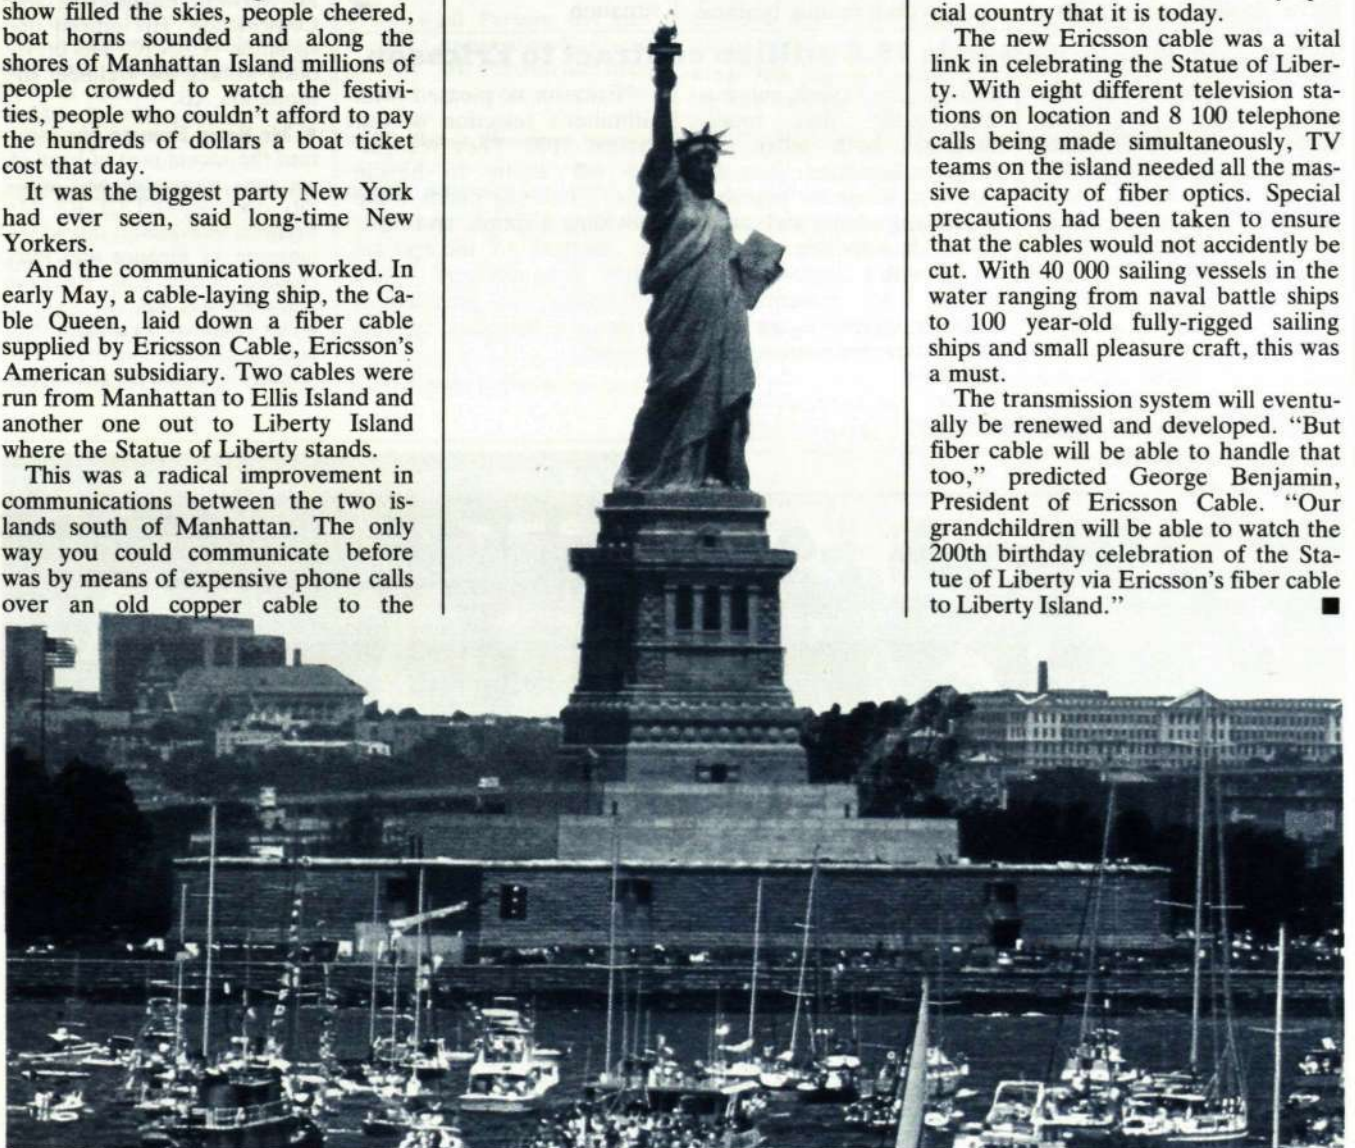 show filled the skies, people cheered,
boat horns sounded and along the
shores of Manhattan Island millions of
people crowded to watch the festivi-
ties, people who couldn’t afford to pay
the hundreds of dollars a boat ticket
cost that day.
It was the biggest party New York
had ever seen, said long-time New
Yorkers.
And the communications worked. In
early May, a cable-laying ship, the Ca-
ble Queen, laid down a fiber cable
supplied by Ericsson Cable, Ericsson’s
American subsidiary. Two cables were
run from Manhattan to Ellis Island and
another one out to Liberty Island
where the Statue of Liberty stands.
This was a radical improvement in
communications between the two is-
lands south of Manhattan. The only
way you could communicate before
was by means of expensive phone calls
over an old copper cable to the
cial country that it is today.
The new Ericsson cable was a vital
link in celebrating the Statue of Liber-
ty. With eight different television sta-
tions on location and 8 100 telephone
calls being made simultaneously, TV
teams on the island needed all the mas-
sive capacity of fiber optics. Special
precautions had been taken to ensure
that the cables would not accidently be
cut. With 40 000 sailing vessels in the
water ranging from naval battle ships
to 100 year-old fully-rigged sailing
ships and small pleasure craft, this was
a must.
The transmission system will eventu-
ally be renewed and developed. “But
fiber cable will be able to handle that
too,” predicted George Benjamin,
President of Ericsson Cable. “Our
grandchildren will be able to watch the
200th birthday celebration of the Sta-
tue of Liberty via Ericsson’s fiber cable
to Liberty Island.” ■